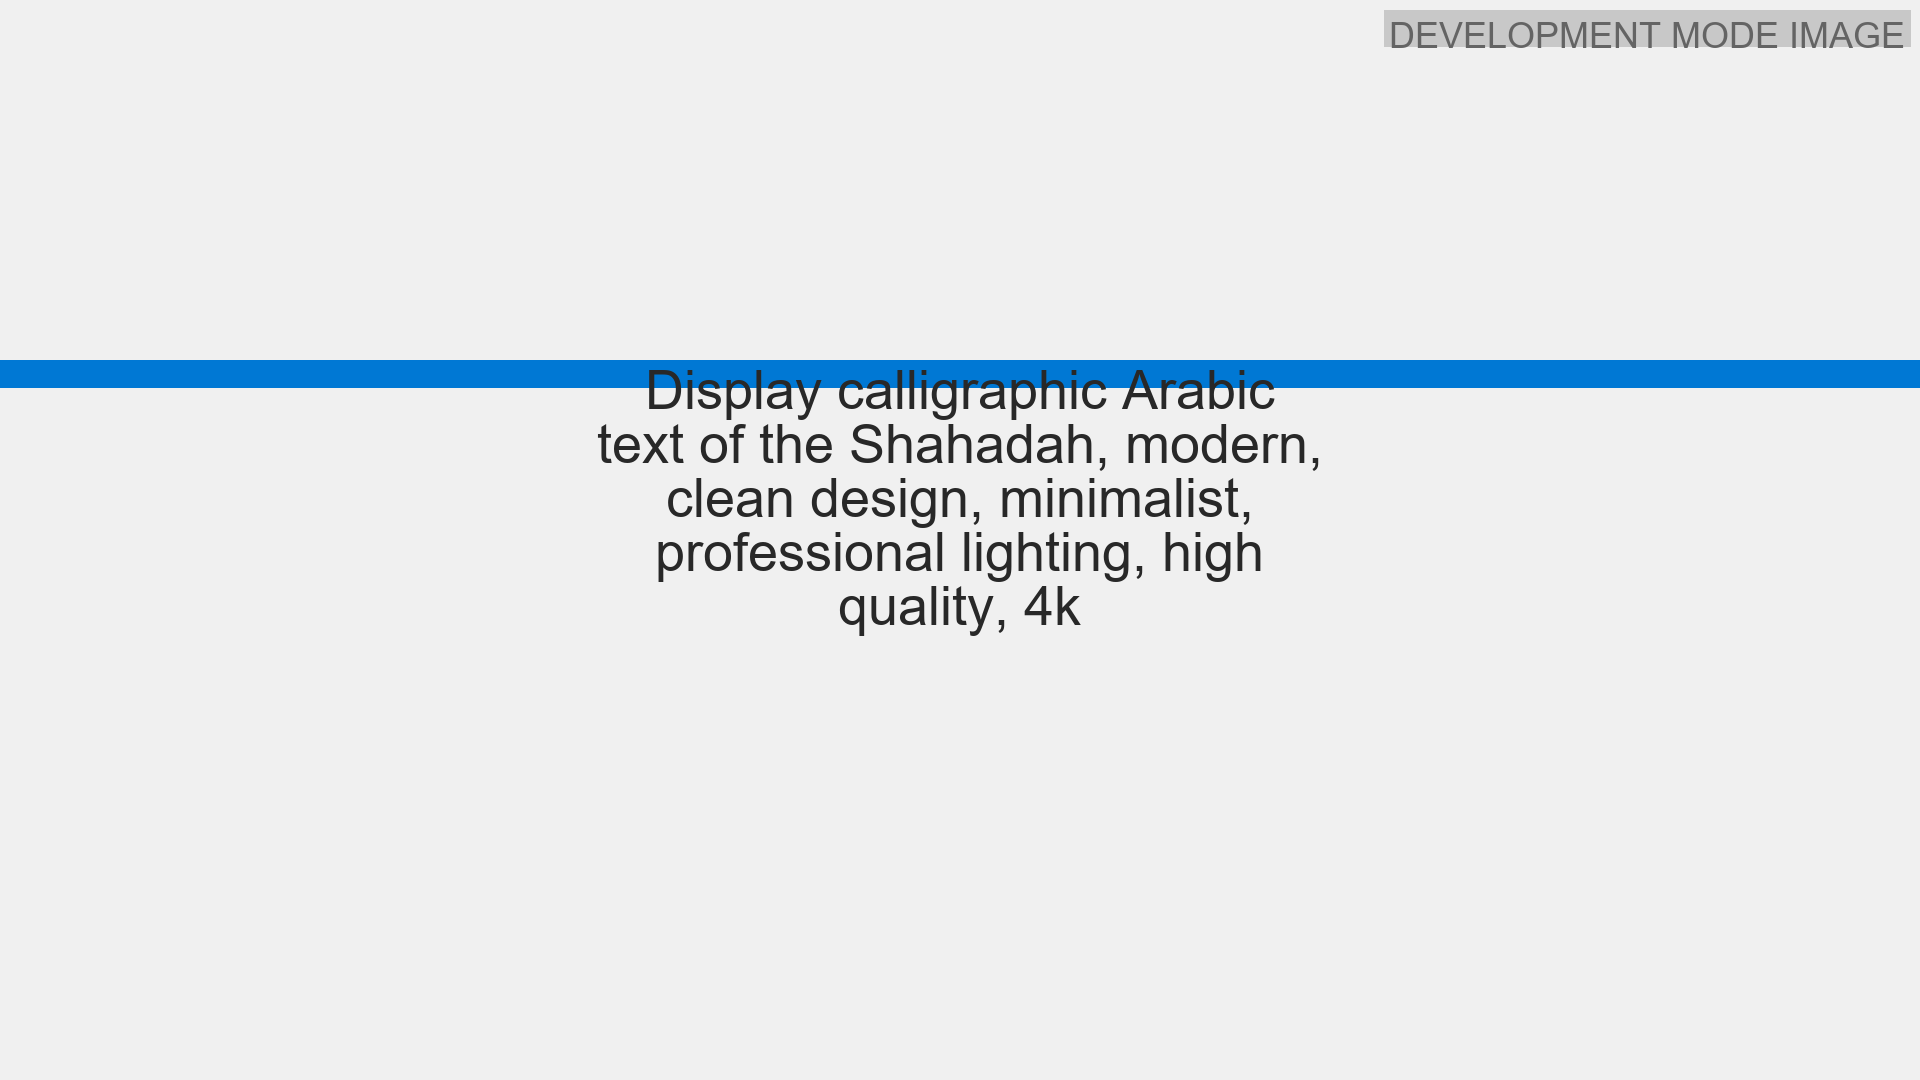 DEVELOPMENT MODE IMAGE
Display calligraphic Arabic
text of the Shahadah, modern,
clean design, minimalist,
professional lighting, high
quality, 4k